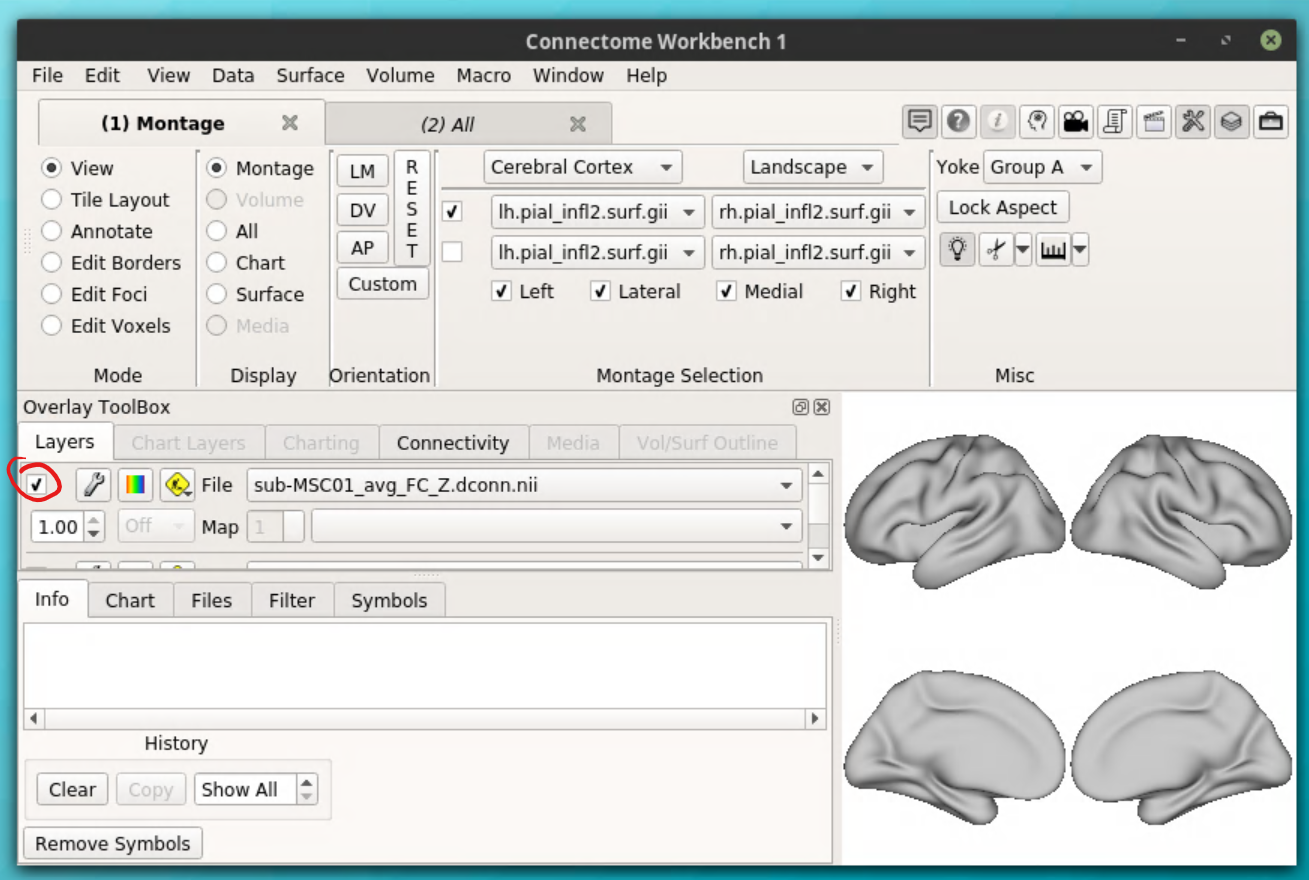 Connectome Workbench 1
File Edit View Data Surface Volume Macro Window Help
(1) Montage (2) All
View
Tile Layout
Annotate
Edit Borders
Edit Foci
Edit Voxels
Mode
Montage
Volume
All
Chart
Surface
Media
Display
LM
DV
AP
RESET
Custom
Orientation
Cerebral Cortex Landscape
lh.pial_infl2.surf.gii rh.pial_infl2.surf.gii
lh.pial_infl2.surf.gii rh.pial_infl2.surf.gii
Left Lateral Medial Right
Montage Selection
Yoke Group A
Lock Aspect
Misc
Overlay ToolBox
Layers Chart Layers Charting Connectivity Media Vol/Surf Outline
File sub-MSC01_avg_FC_Z.dconn.nii
1.00 Off Map 1
Info Chart Files Filter Symbols
History
Clear Copy Show All
Remove Symbols